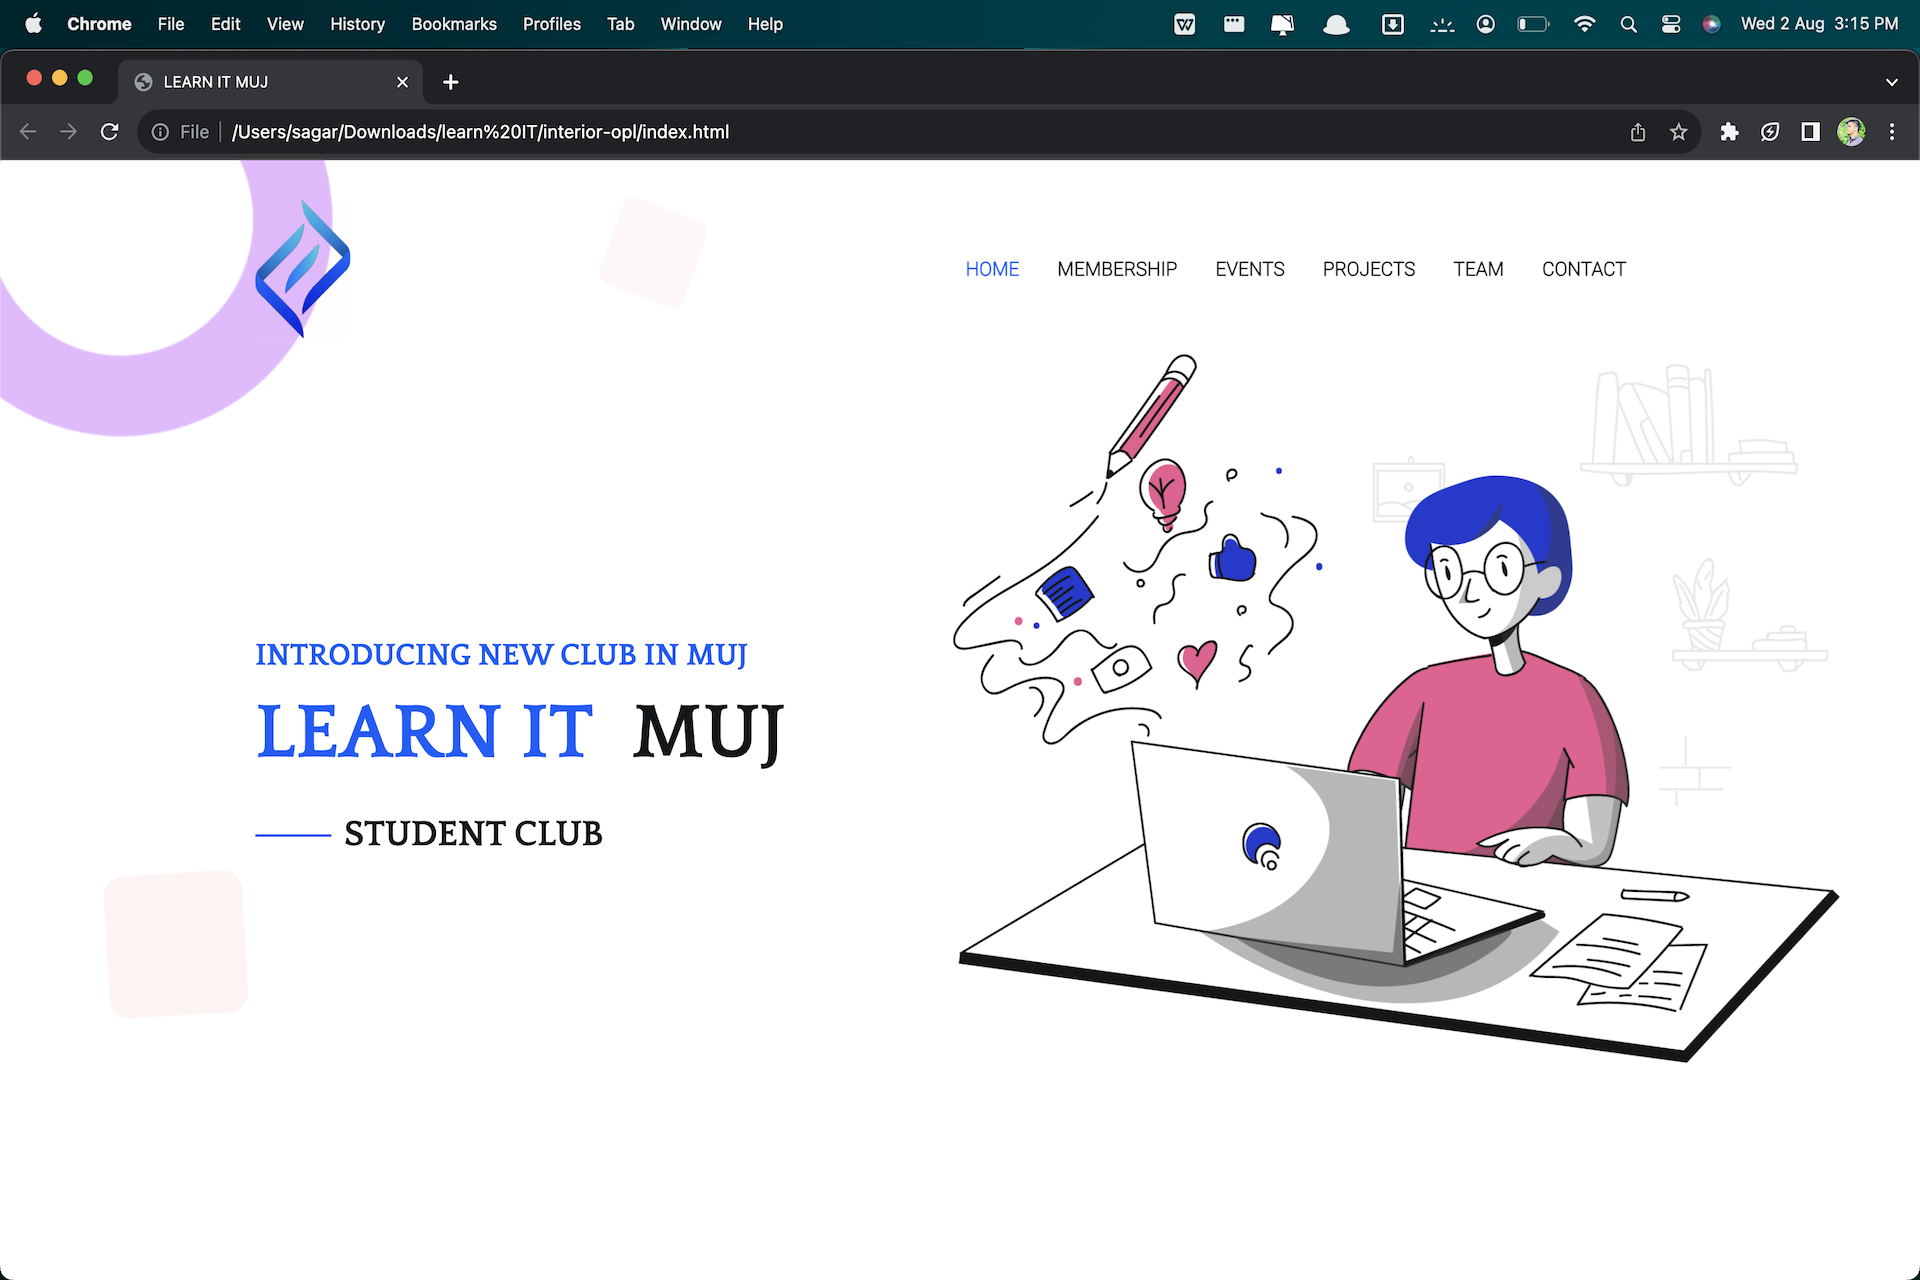 Chrome File Edit View History Bookmarks Profiles Tab Window Help Wed 2 Aug 3:15 PM
LEARN IT MUJ
File /Users/sagar/Downloads/learn%20IT/interior-opl/index.html
HOME MEMBERSHIP EVENTS PROJECTS TEAM CONTACT
INTRODUCING NEW CLUB IN MUJ
LEARN IT MUJ
STUDENT CLUB